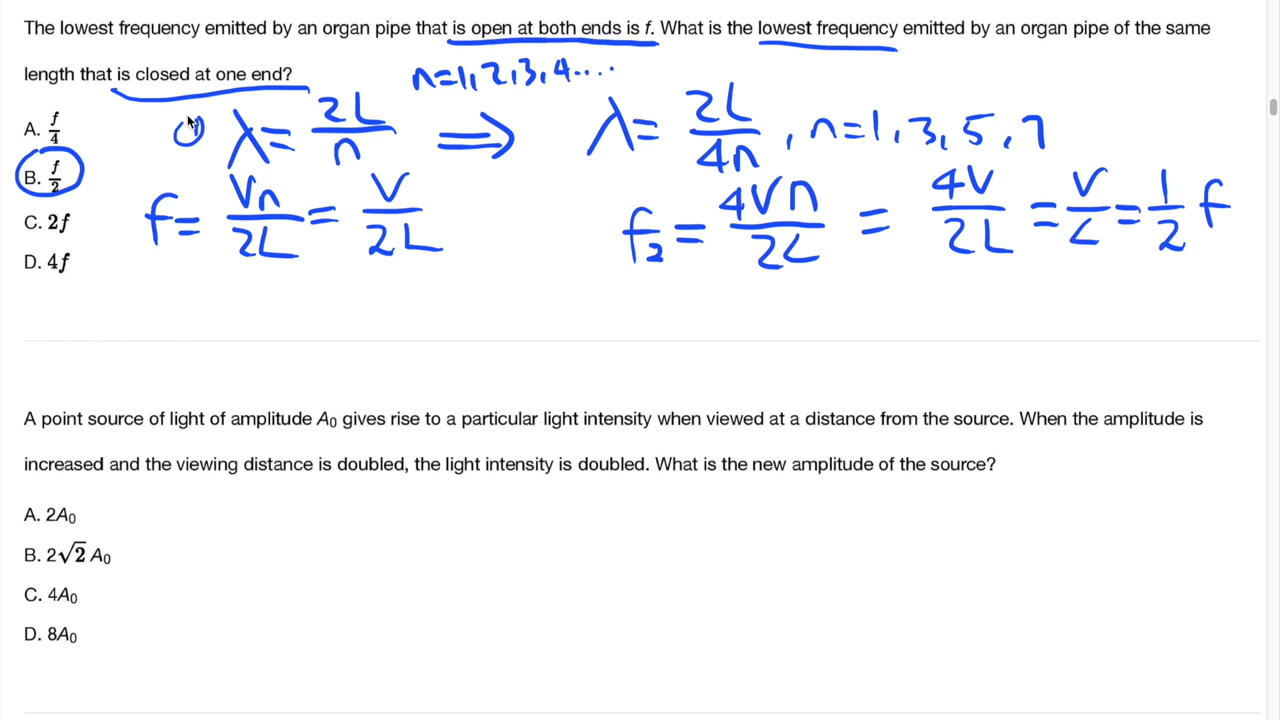 The lowest frequency emitted by an organ pipe that is open at both ends is f. What is the lowest frequency emitted by an organ pipe of the same
length that is closed at one end?
n=1,2,3,4....
① λ = 2L/n ⟹ λ = 2L/4n , n=1,3,5,7
A. f/4
B. f/2
f = Vn/2L = V/2L
f₂ = 4Vn/2L = 4V/2L = V/L = 1/2 f
C. 2f
D. 4f
A point source of light of amplitude A₀ gives rise to a particular light intensity when viewed at a distance from the source. When the amplitude is
increased and the viewing distance is doubled, the light intensity is doubled. What is the new amplitude of the source?
A. 2A₀
B. 2√2 A₀
C. 4A₀
D. 8A₀